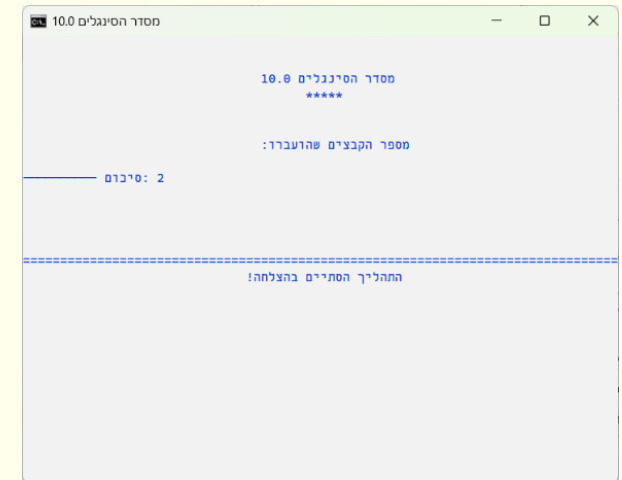 מסדר הסינגלים 10.0
מסדר הסינגלים 10.0
*****
מספר הקבצים שהועברו:
סיכום: 2
================================================================================
התהליך הסתיים בהצלחה!